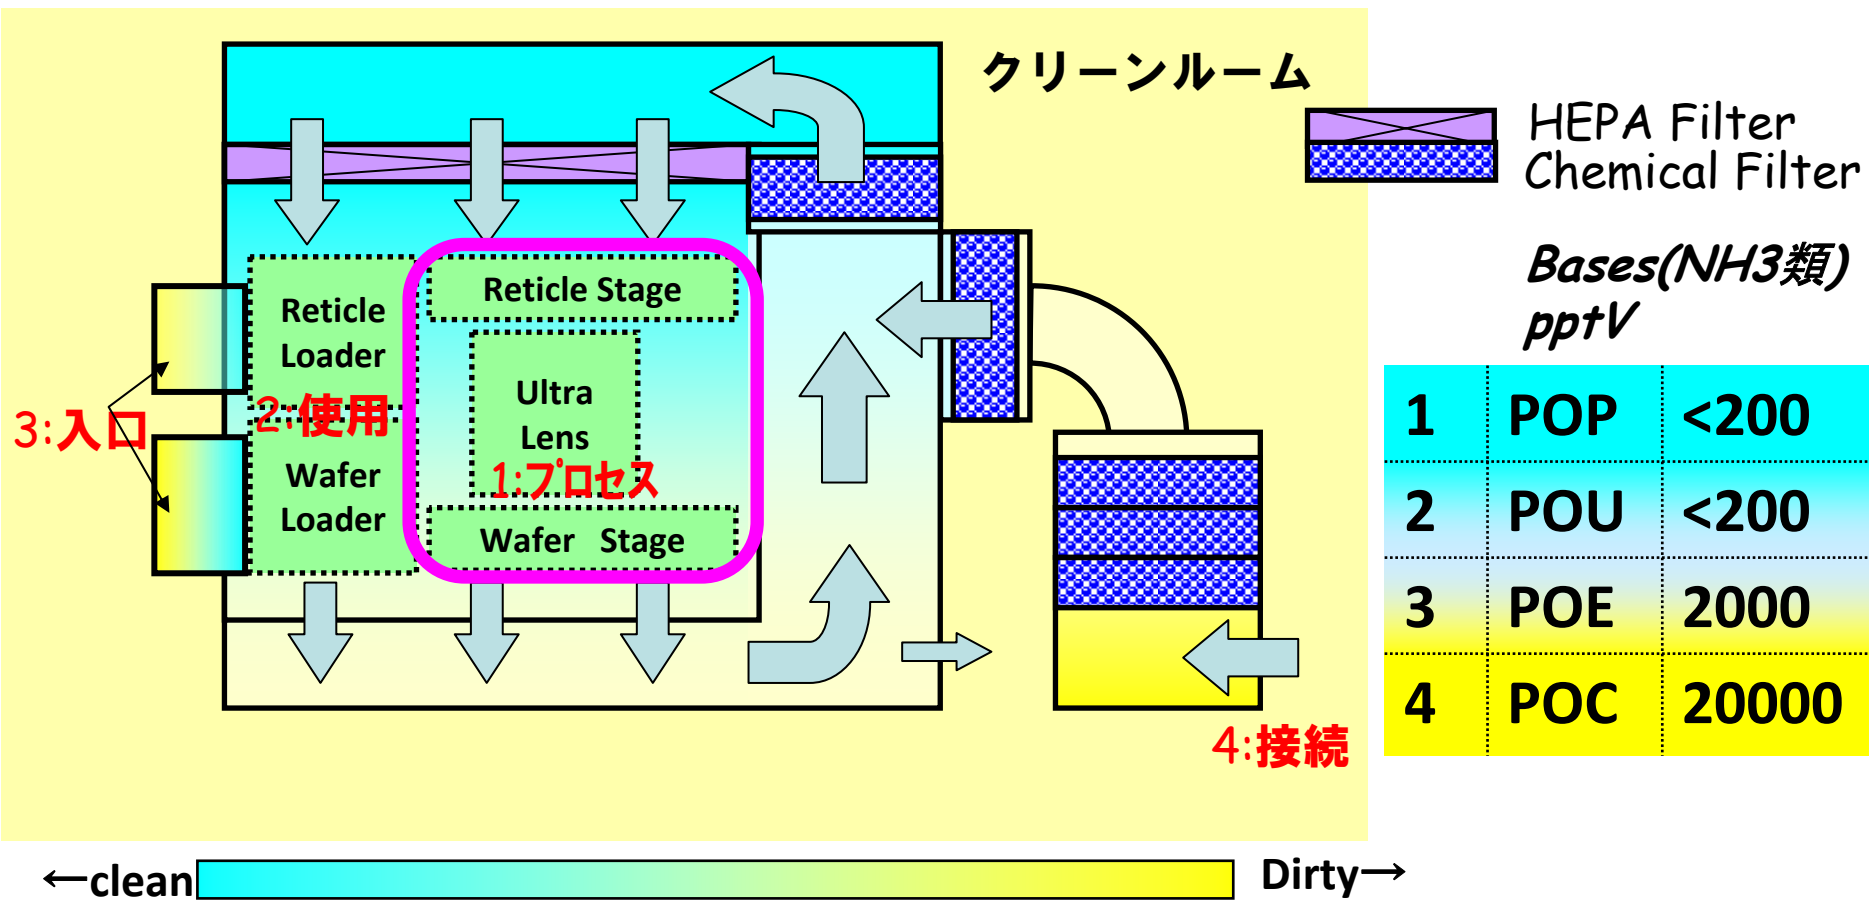 クリーンルーム
HEPA Filter
Chemical Filter
Bases(NH3類)
pptV
Reticle Stage
Reticle
Loader
Ultra
Lens
3:入口
2:使用
1:プロセス
Wafer
Loader
Wafer Stage
4:接続
1 POP <200
2 POU <200
3 POE 2000
4 POC 20000
←clean
Dirty→